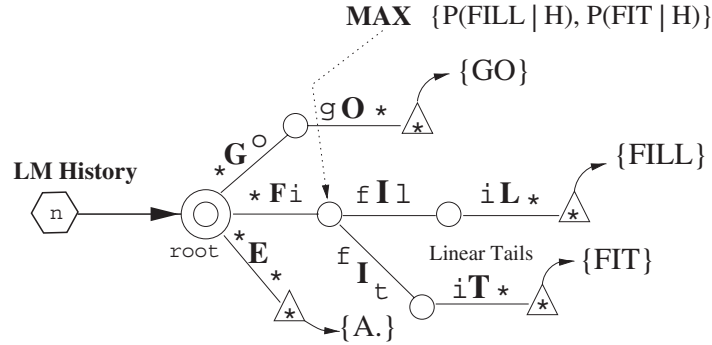 MAX {P(FILL | H), P(FIT | H)}
{GO}
g O *
*
* G o
LM History
{FILL}
n
* F i
f I l
i L *
*
root
* E *
f I t
Linear Tails
{FIT}
i T *
*
*
{A.}